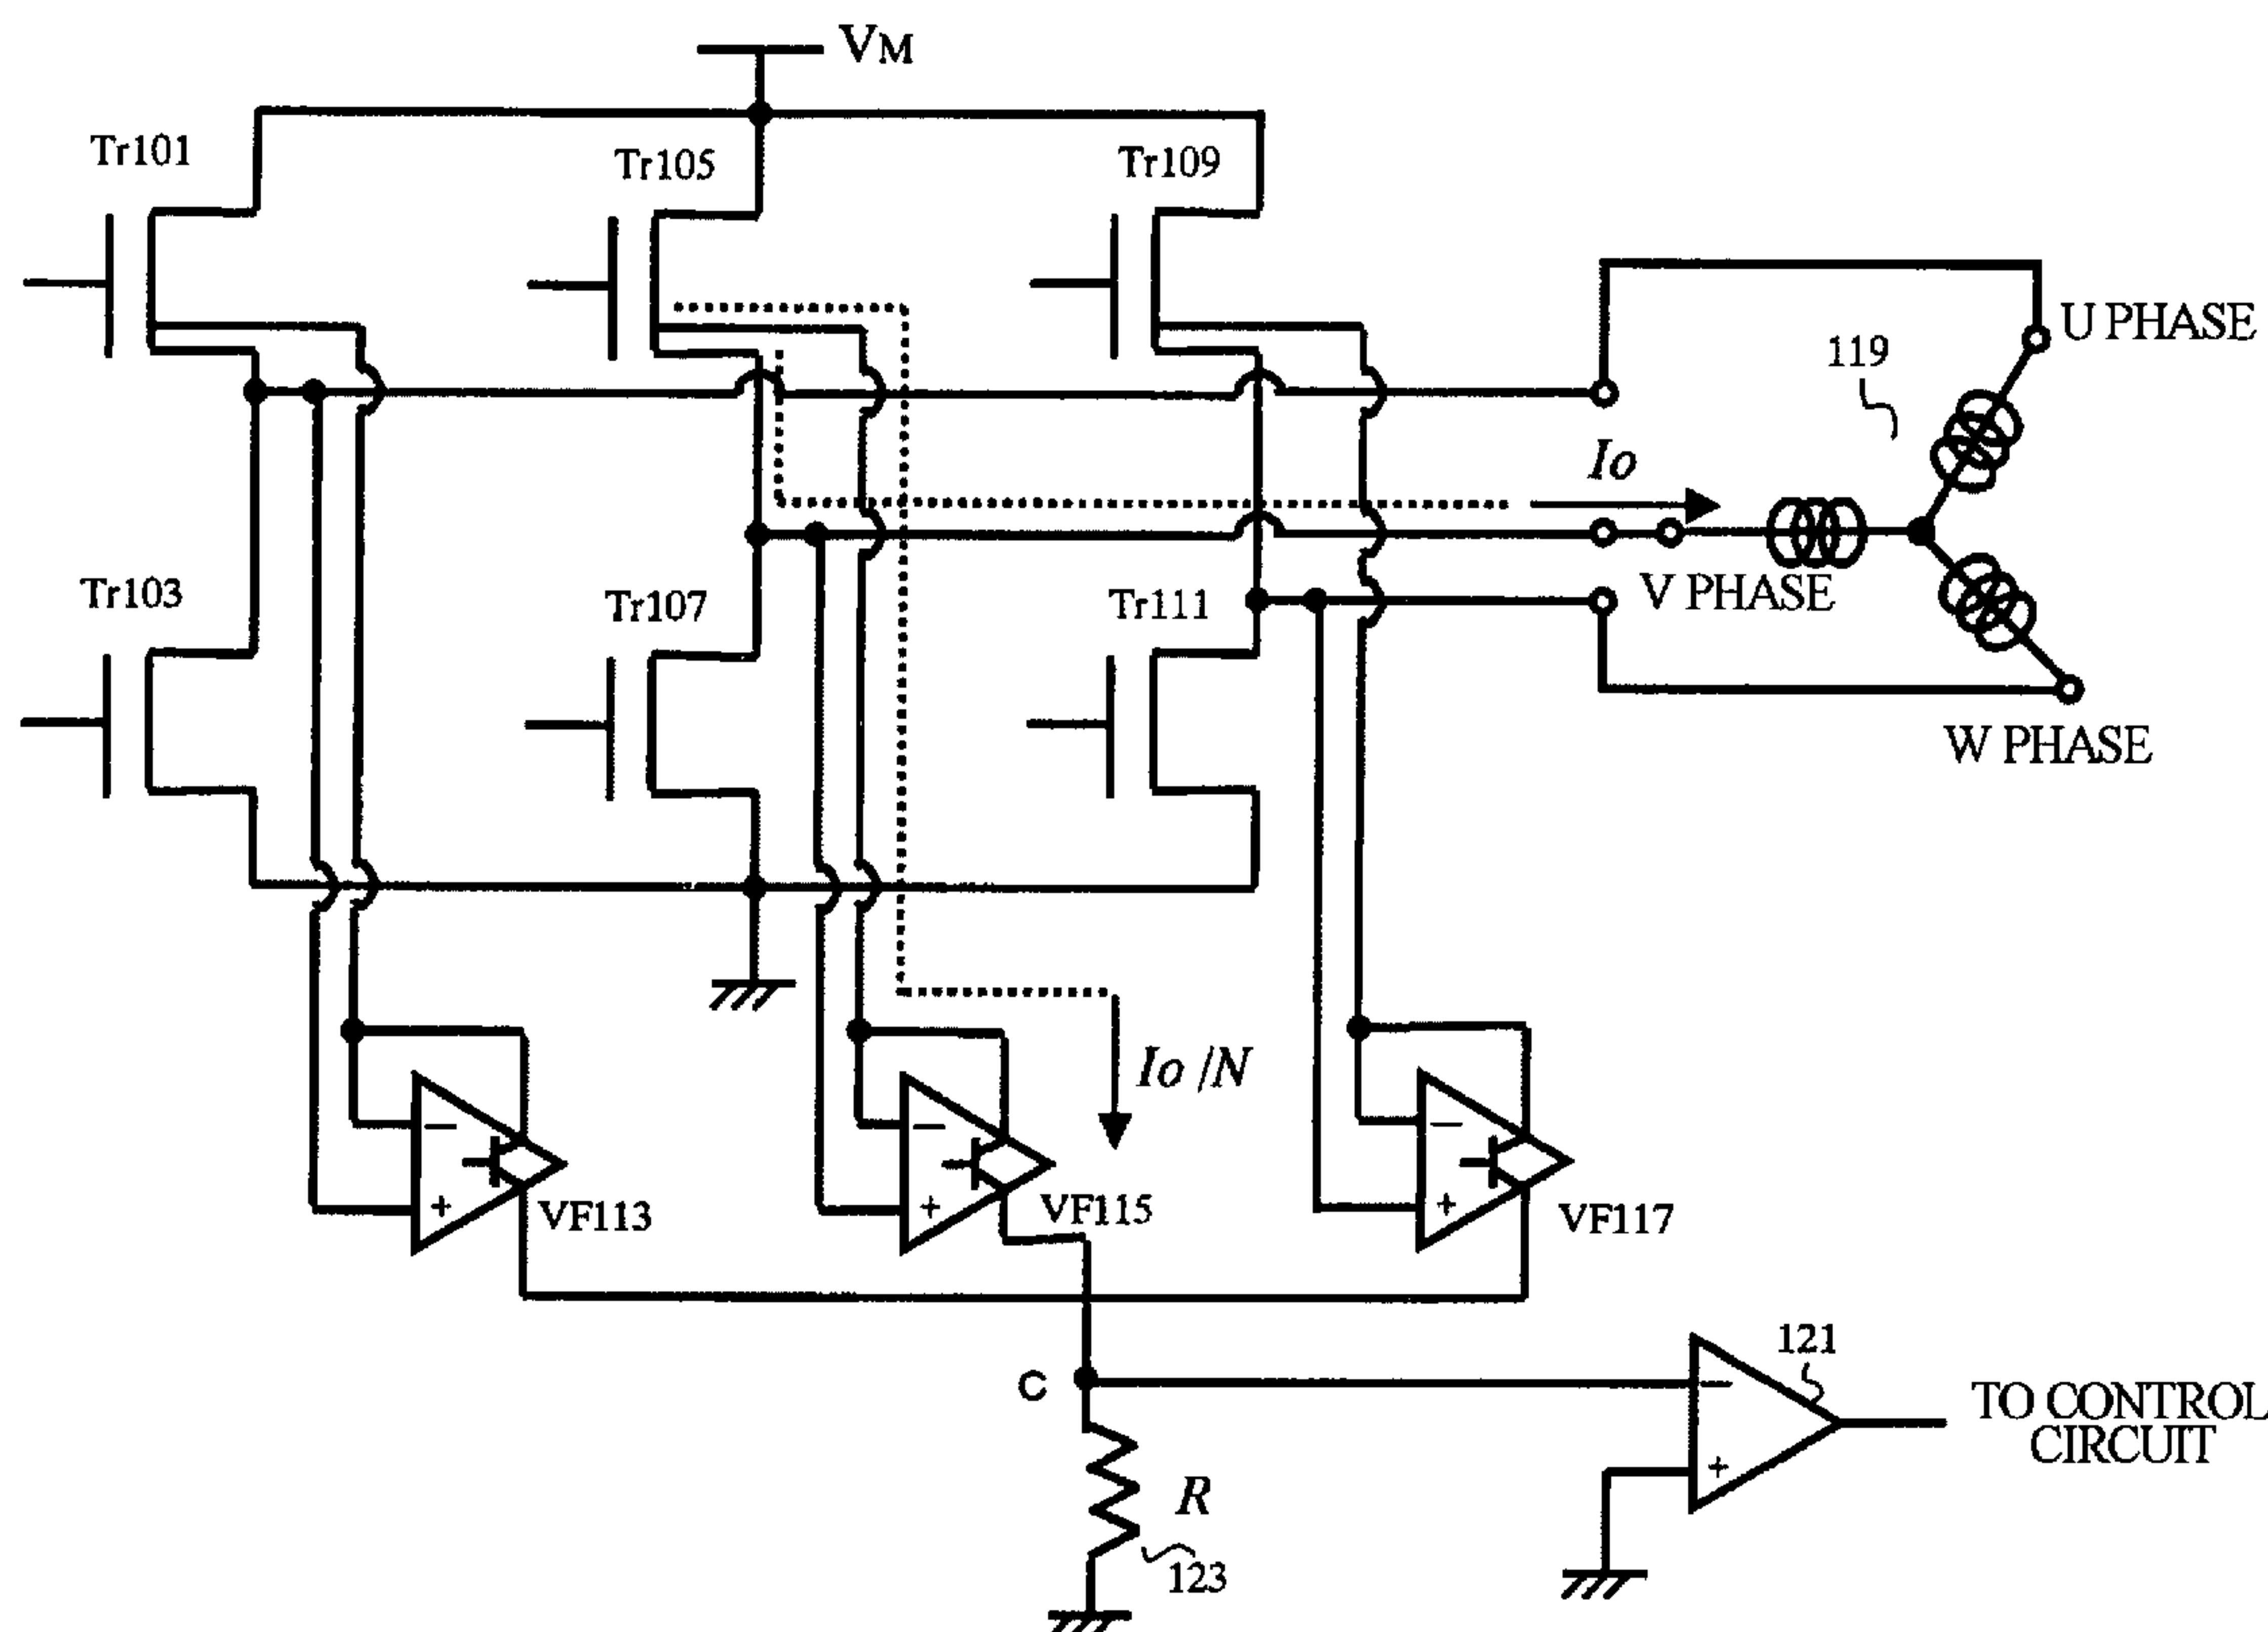 VM
Tr101
Tr105
Tr109
U PHASE
119
Io
V PHASE
Tr103
Tr107
Tr111
W PHASE
Io /N
−
+
VF113
−
+
VF115
−
+
VF117
C
−
+
121
TO CONTROL
CIRCUIT
R
123